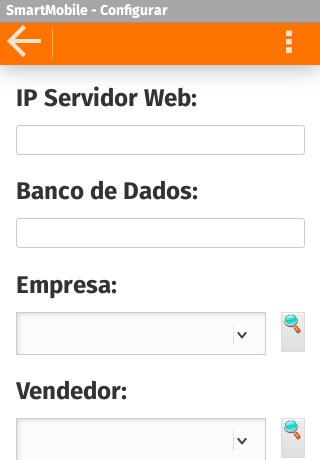 SmartMobile - Configurar
IP Servidor Web:
Banco de Dados:
Empresa:
Vendedor: